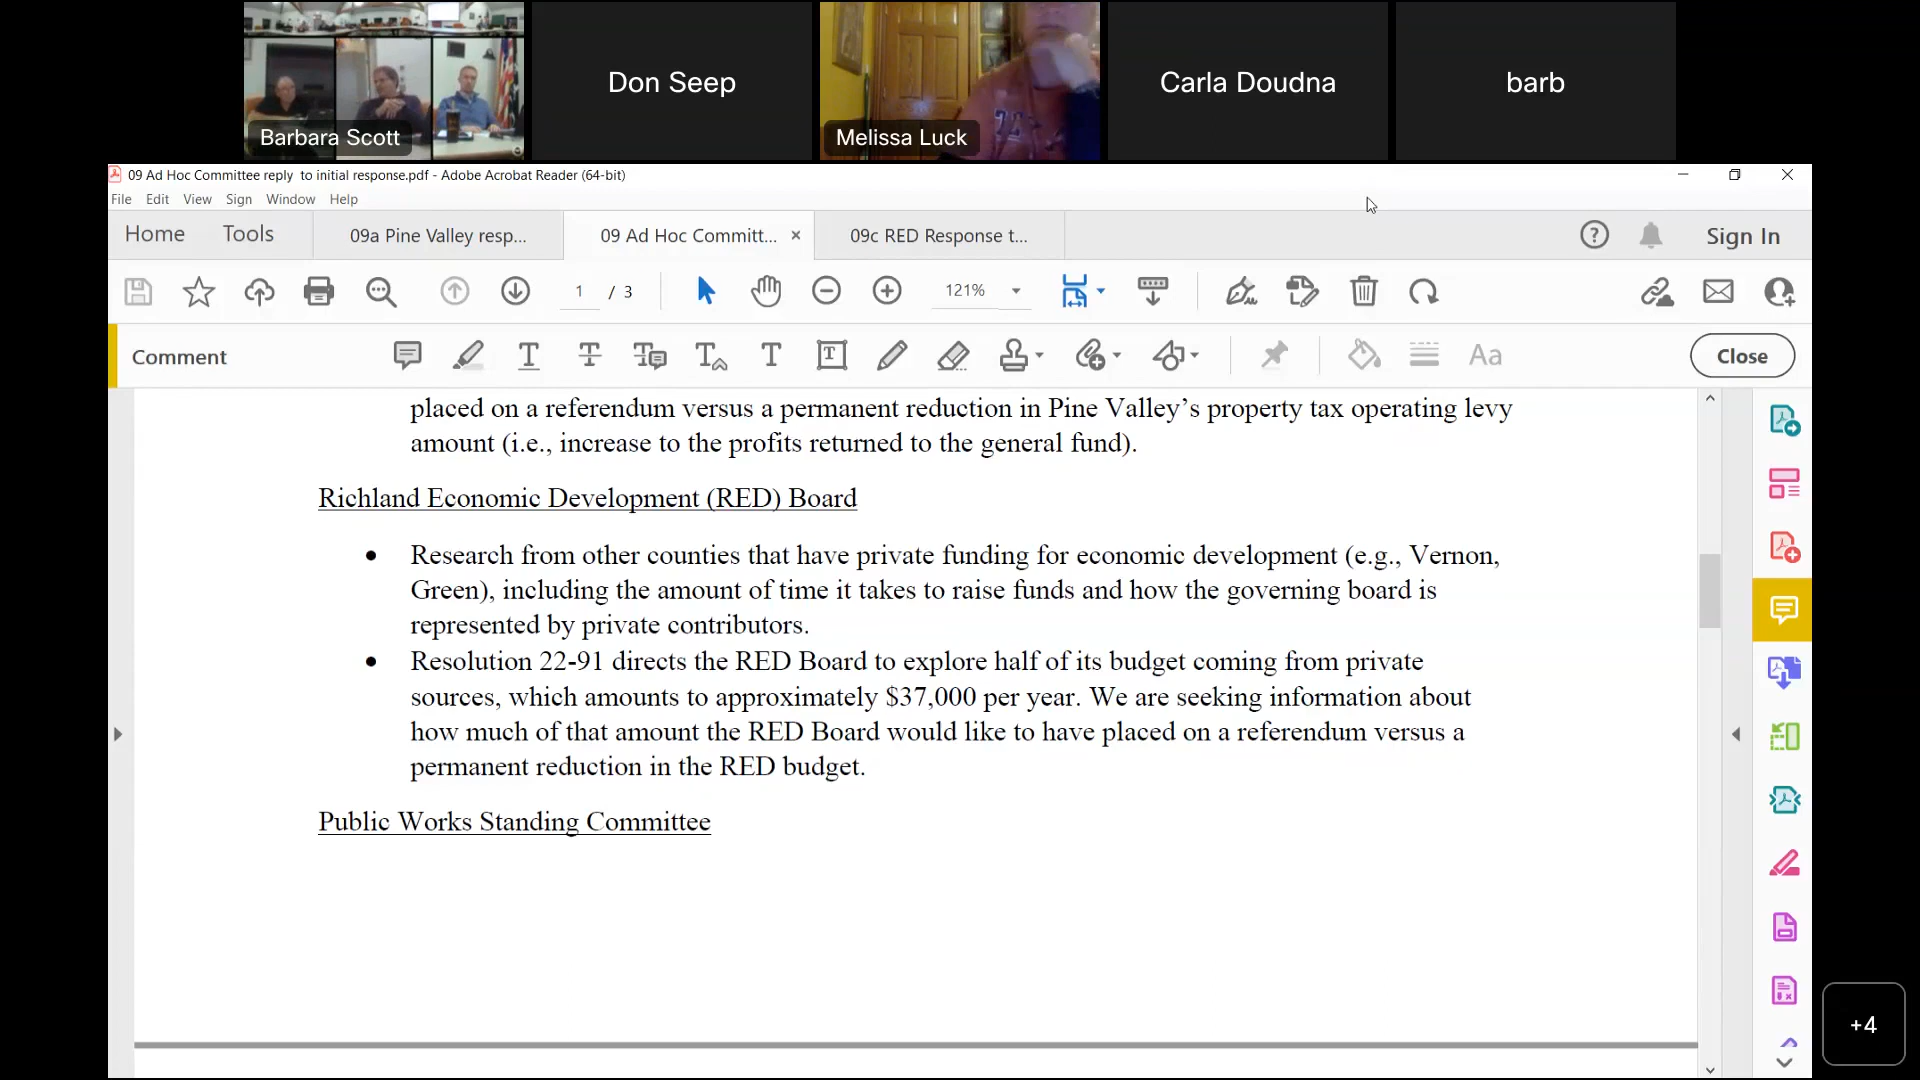 Don Seep
Carla Doudna
barb
Barbara Scott
Melissa Luck
09 Ad Hoc Committee reply  to initial response.pdf - Adobe Acrobat Reader (64-bit)
File Edit View Sign Window Help
Home Tools 09a Pine Valley resp... 09 Ad Hoc Committ... × 09c RED Response t... Sign In
1 / 3 121%
Comment Aa Close
placed on a referendum versus a permanent reduction in Pine Valley’s property tax operating levy
amount (i.e., increase to the profits returned to the general fund).
Richland Economic Development (RED) Board
• Research from other counties that have private funding for economic development (e.g., Vernon,
Green), including the amount of time it takes to raise funds and how the governing board is
represented by private contributors.
• Resolution 22-91 directs the RED Board to explore half of its budget coming from private
sources, which amounts to approximately $37,000 per year. We are seeking information about
how much of that amount the RED Board would like to have placed on a referendum versus a
permanent reduction in the RED budget.
Public Works Standing Committee
+4